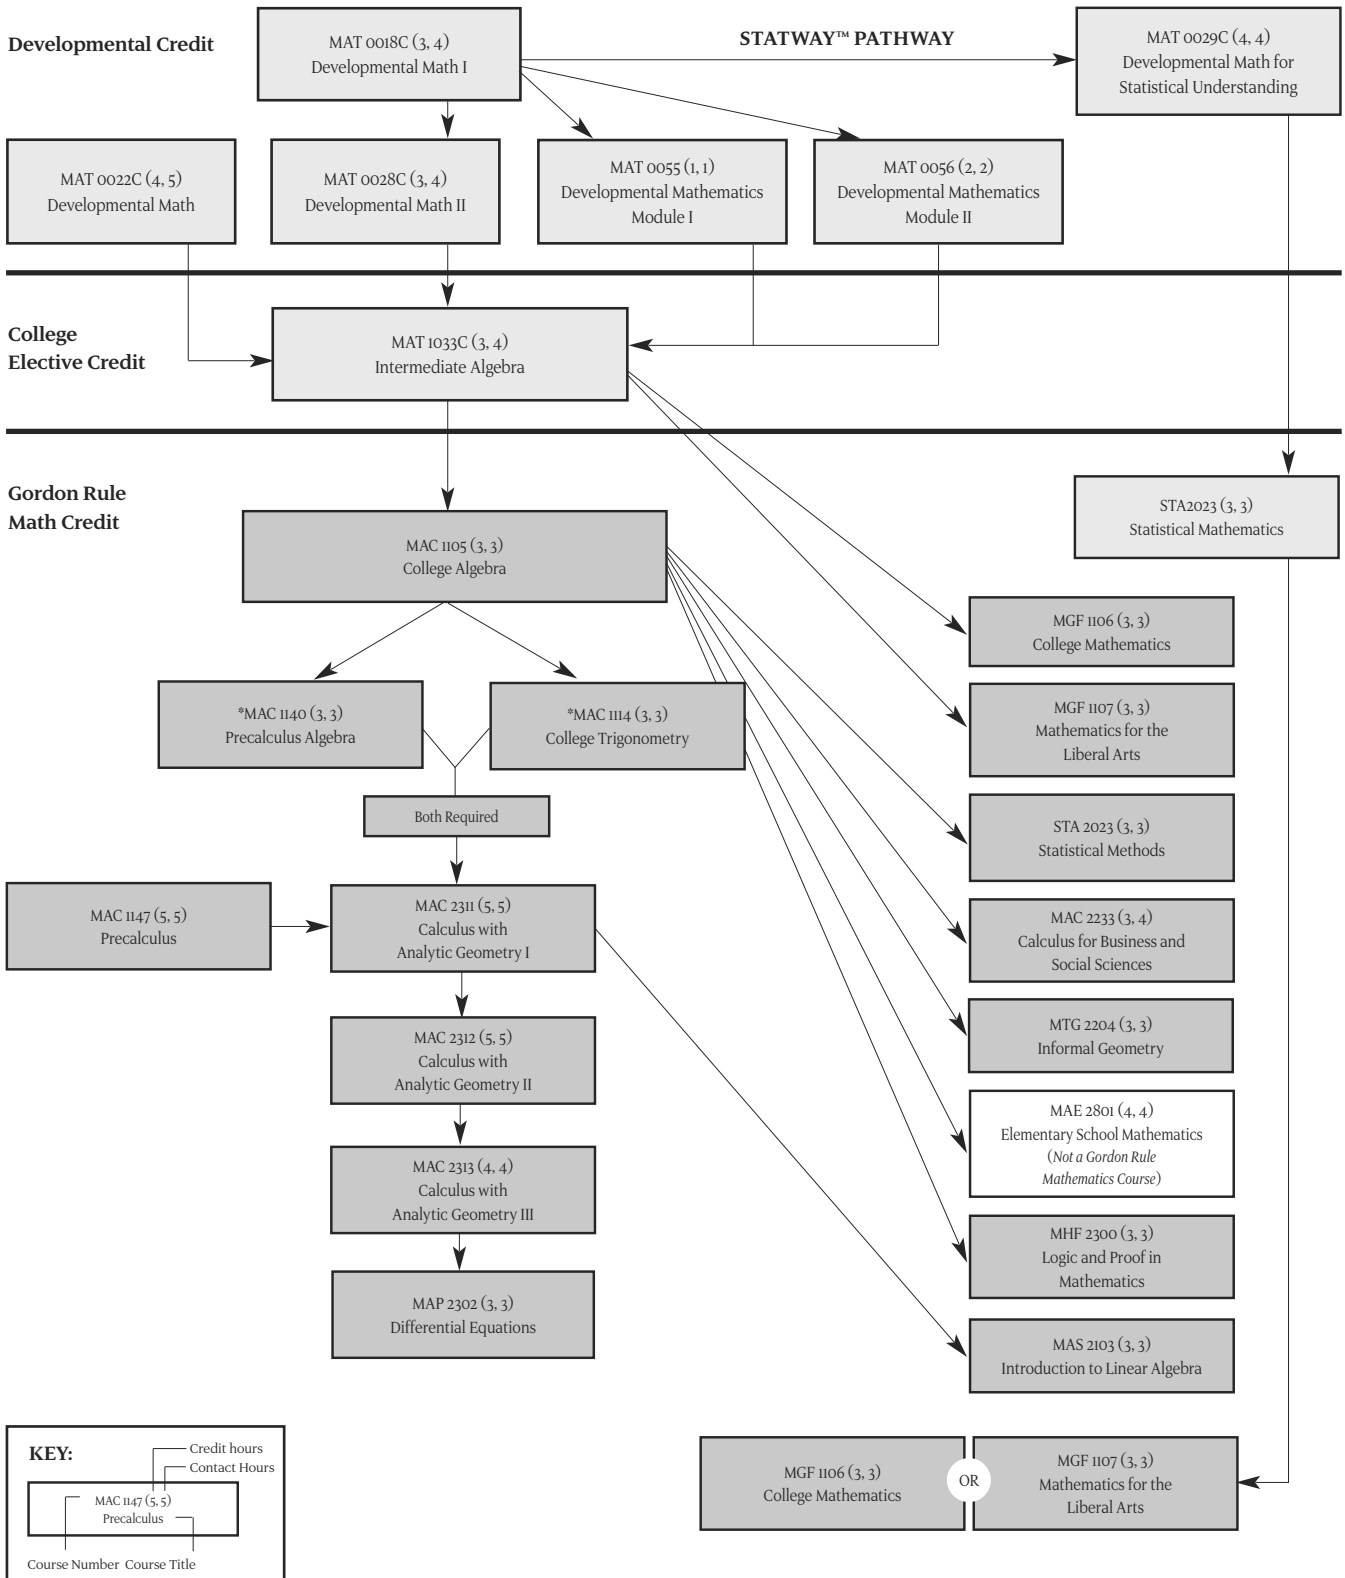 Developmental Credit
MAT 0018C (3, 4)
Developmental Math I
STATWAY™ PATHWAY
MAT 0029C (4, 4)
Developmental Math for
Statistical Understanding
MAT 0022C (4, 5)
Developmental Math
MAT 0028C (3, 4)
Developmental Math II
MAT 0055 (1, 1)
Developmental Mathematics
Module I
MAT 0056 (2, 2)
Developmental Mathematics
Module II
College
Elective Credit
MAT 1033C (3, 4)
Intermediate Algebra
Gordon Rule
Math Credit
STA2023 (3, 3)
Statistical Mathematics
MAC 1105 (3, 3)
College Algebra
MGF 1106 (3, 3)
College Mathematics
*MAC 1140 (3, 3)
Precalculus Algebra
*MAC 1114 (3, 3)
College Trigonometry
MGF 1107 (3, 3)
Mathematics for the
Liberal Arts
Both Required
STA 2023 (3, 3)
Statistical Methods
MAC 1147 (5, 5)
Precalculus
MAC 2311 (5, 5)
Calculus with
Analytic Geometry I
MAC 2233 (3, 4)
Calculus for Business and
Social Sciences
MAC 2312 (5, 5)
Calculus with
Analytic Geometry II
MTG 2204 (3, 3)
Informal Geometry
MAE 2801 (4, 4)
Elementary School Mathematics
(Not a Gordon Rule
Mathematics Course)
MAC 2313 (4, 4)
Calculus with
Analytic Geometry III
MHF 2300 (3, 3)
Logic and Proof in
Mathematics
MAP 2302 (3, 3)
Differential Equations
MAS 2103 (3, 3)
Introduction to Linear Algebra
KEY:
Credit hours
Contact Hours
MAC 1147 (5, 5)
Precalculus
Course Number Course Title
MGF 1106 (3, 3)
College Mathematics
OR
MGF 1107 (3, 3)
Mathematics for the
Liberal Arts